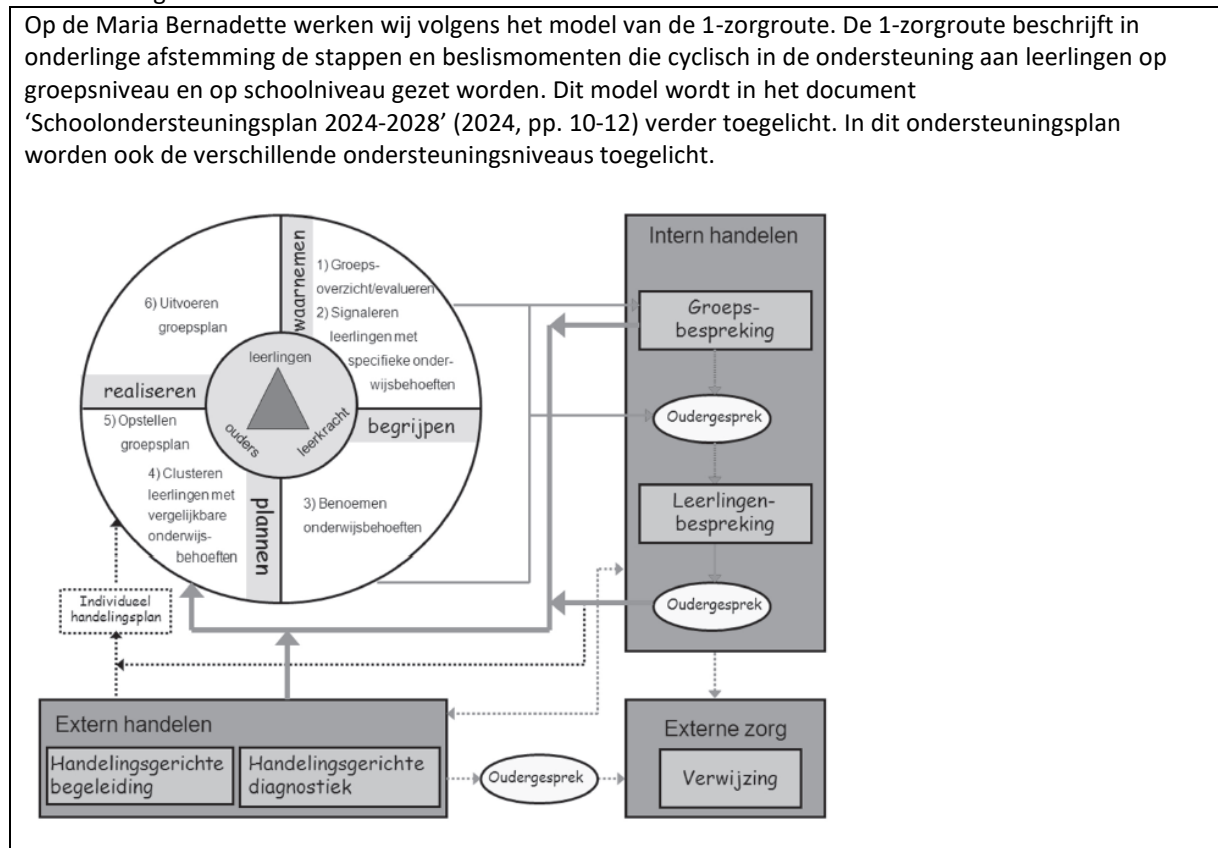 Op de Maria Bernadette werken wij volgens het model van de 1-zorgroute. De 1-zorgroute beschrijft in
onderlinge afstemming de stappen en beslismomenten die cyclisch in de ondersteuning aan leerlingen op
groepsniveau en op schoolniveau gezet worden. Dit model wordt in het document
‘Schoolondersteuningsplan 2024-2028’ (2024, pp. 10-12) verder toegelicht. In dit ondersteuningsplan
worden ook de verschillende ondersteuningsniveaus toegelicht.
waarnemen
1) Groeps-
overzicht/evalueren
2) Signaleren
leerlingen met
specifieke onder-
wijsbehoeften
begrijpen
3) Benoemen
onderwijsbehoeften
plannen
4) Clusteren
leerlingen met
vergelijkbare
onderwijs-
behoeften
5) Opstellen
groepsplan
realiseren
6) Uitvoeren
groepsplan
leerlingen
ouders
leerkracht
Individueel
handelingsplan
Intern handelen
Groeps-
bespreking
Oudergesprek
Leerlingen-
bespreking
Oudergesprek
Extern handelen
Handelingsgerichte
begeleiding
Handelingsgerichte
diagnostiek
Oudergesprek
Externe zorg
Verwijzing